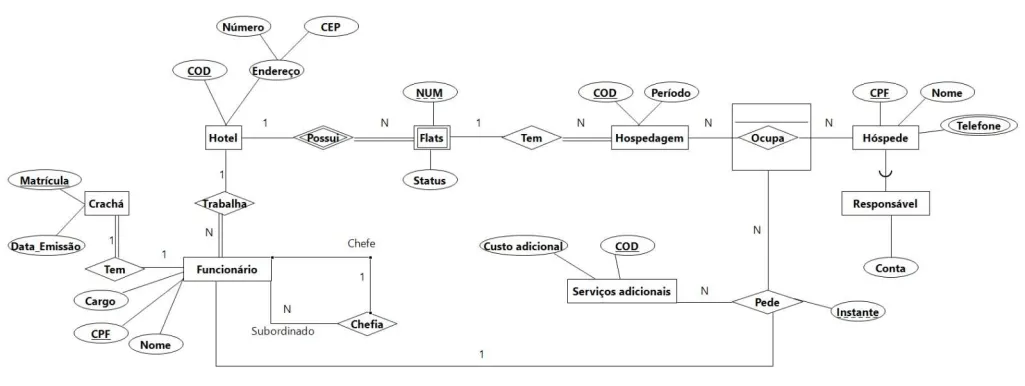 Número
CEP
COD
Endereço
NUM
COD
Período
CPF
Nome
Telefone
Hotel
1
Possui
N
Flats
1
Tem
N
Hospedagem
N
Ocupa
N
Hóspede
Status
Matrícula
Crachá
1
Trabalha
Responsável
Data_Emissão
1
N
N
Tem
1
Funcionário
Chefe
Custo adicional
COD
Conta
Cargo
1
Serviços adicionais
N
Pede
Instante
CPF
Nome
N
Subordinado
Chefia
1